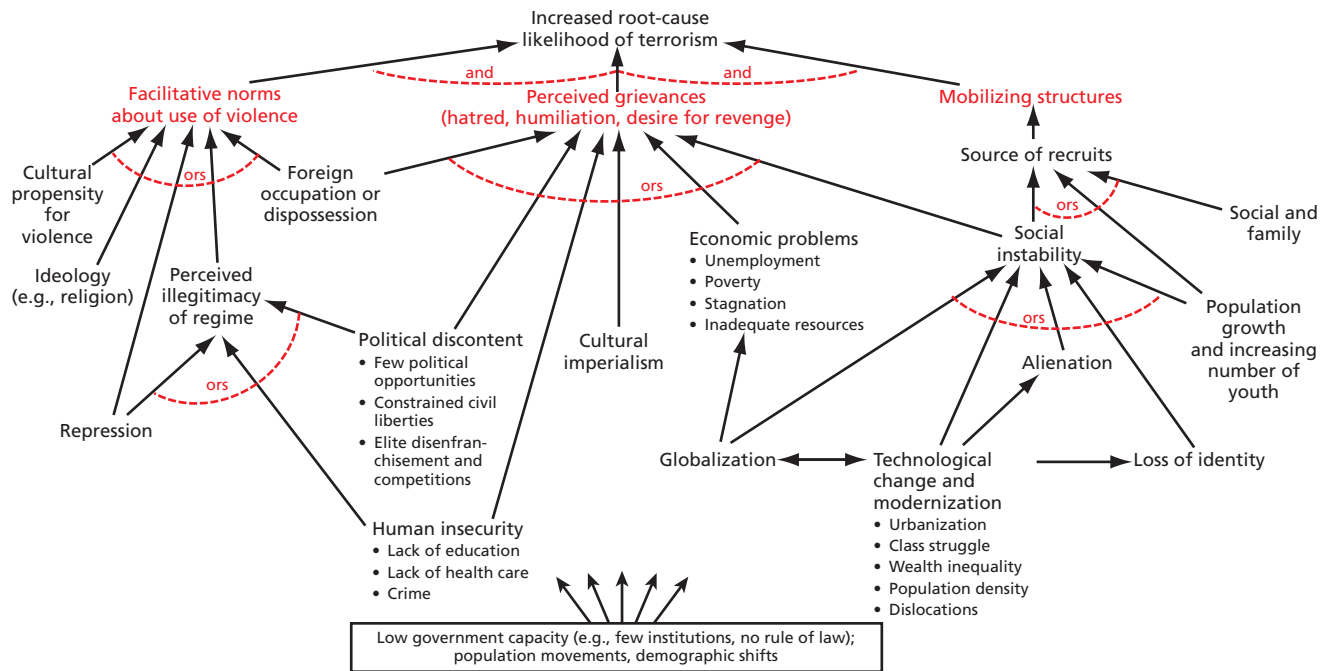 Increased root-cause
likelihood of terrorism
and
and
Facilitative norms
about use of violence
Perceived grievances
(hatred, humiliation, desire for revenge)
Mobilizing structures
Source of recruits
Cultural
propensity
for
violence
ors
Foreign
occupation or
dispossession
ors
ors
Social and
family
Ideology
(e.g., religion)
Perceived
illegitimacy
of regime
Economic problems
• Unemployment
• Poverty
• Stagnation
• Inadequate resources
Social
instability
Political discontent
• Few political
opportunities
• Constrained civil
liberties
• Elite disenfran-
chisement and
competitions
Cultural
imperialism
ors
Population
growth
and increasing
number of
youth
Alienation
ors
Repression
Globalization
Technological
change and
modernization
• Urbanization
• Class struggle
• Wealth inequality
• Population density
• Dislocations
Loss of identity
Human insecurity
• Lack of education
• Lack of health care
• Crime
Low government capacity (e.g., few institutions, no rule of law);
population movements, demographic shifts